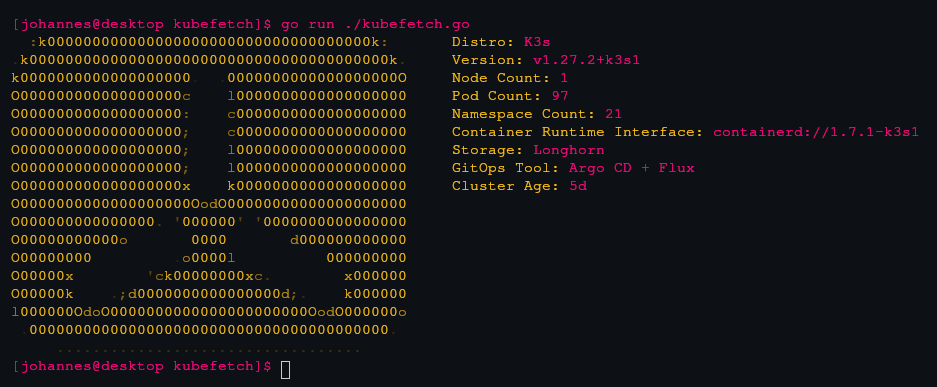 [johannes@desktop kubefetch]$ go run ./kubefetch.go
Distro: K3s
Version: v1.27.2+k3s1
Node Count: 1
Pod Count: 97
Namespace Count: 21
Container Runtime Interface: containerd://1.7.1-k3s1
Storage: Longhorn
GitOps Tool: Argo CD + Flux
Cluster Age: 5d
[johannes@desktop kubefetch]$